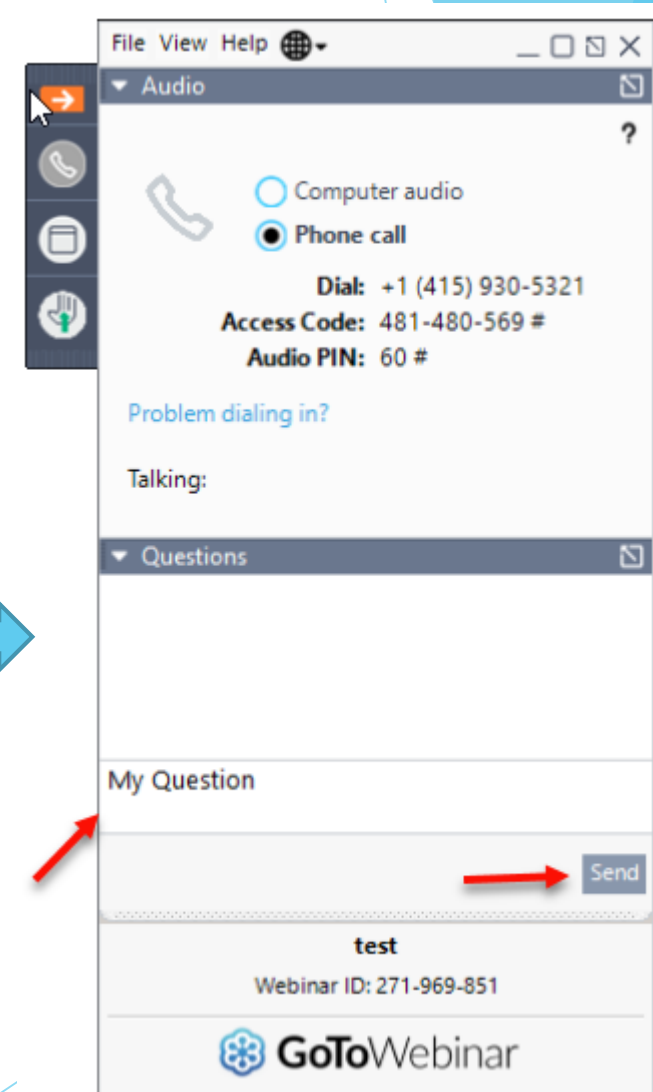 File View Help
Audio
?
Computer audio
Phone call
Dial: +1 (415) 930-5321
Access Code: 481-480-569 #
Audio PIN: 60 #
Problem dialing in?
Talking:
Questions
My Question
Send
test
Webinar ID: 271-969-851
GoToWebinar